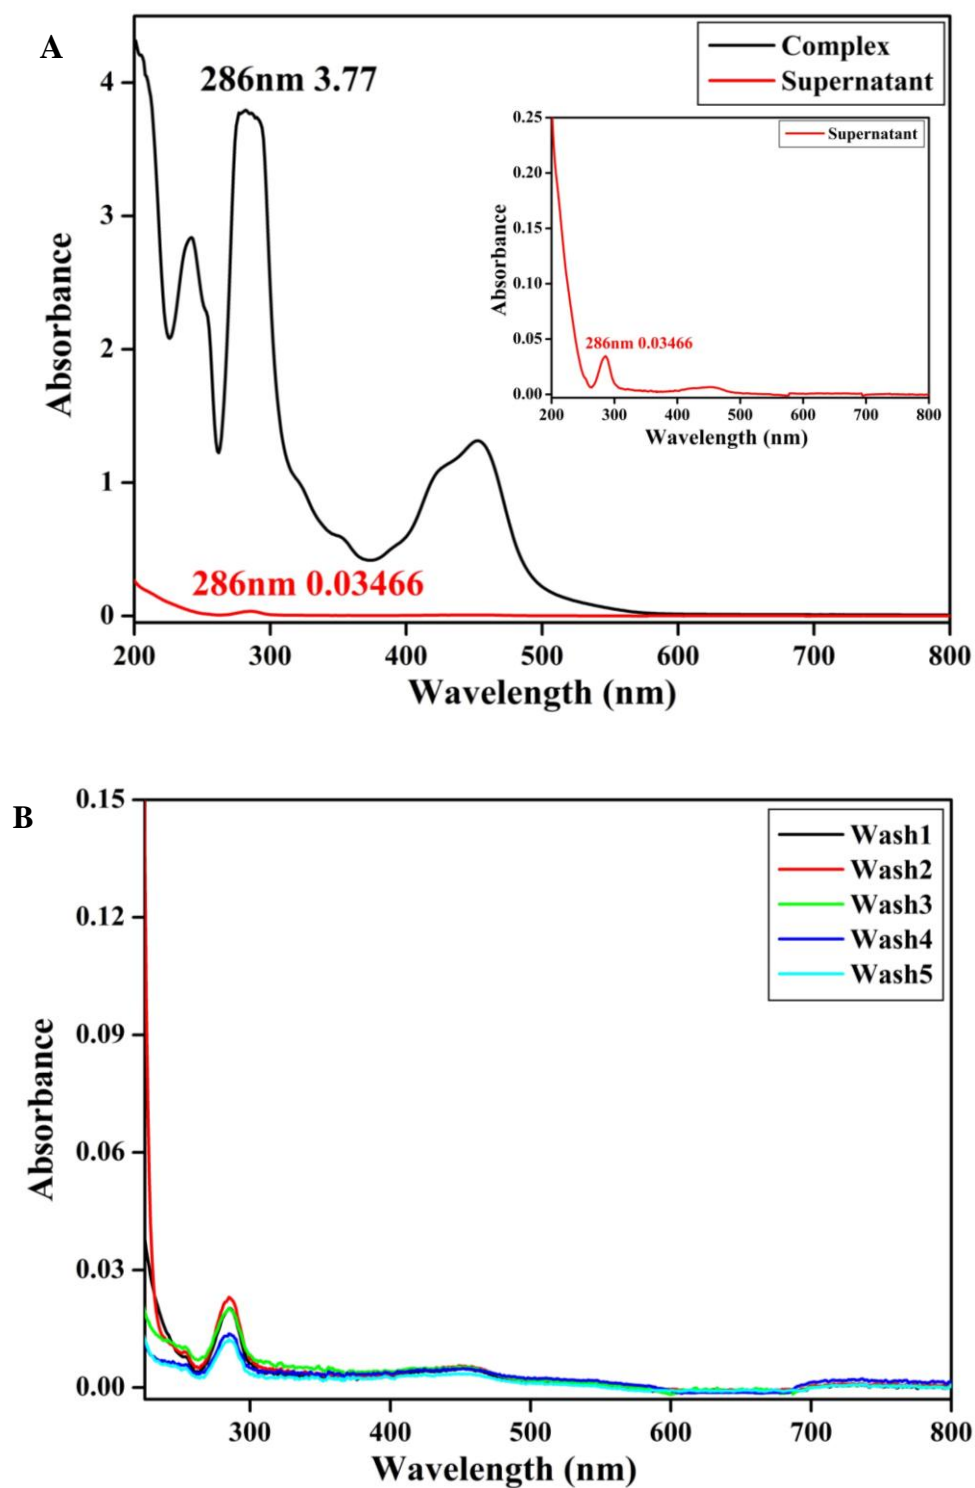 A
Complex
Supernatant
286nm 3.77
286nm 0.03466
Absorbance
4
3
2
1
0
200 300 400 500 600 700 800
Wavelength (nm)
Supernatant
286nm 0.03466
Absorbance
0.25
0.20
0.15
0.10
0.05
0.00
200 300 400 500 600 700 800
Wavelength (nm)
B
Wash1
Wash2
Wash3
Wash4
Wash5
Absorbance
0.15
0.12
0.09
0.06
0.03
0.00
300 400 500 600 700 800
Wavelength (nm)